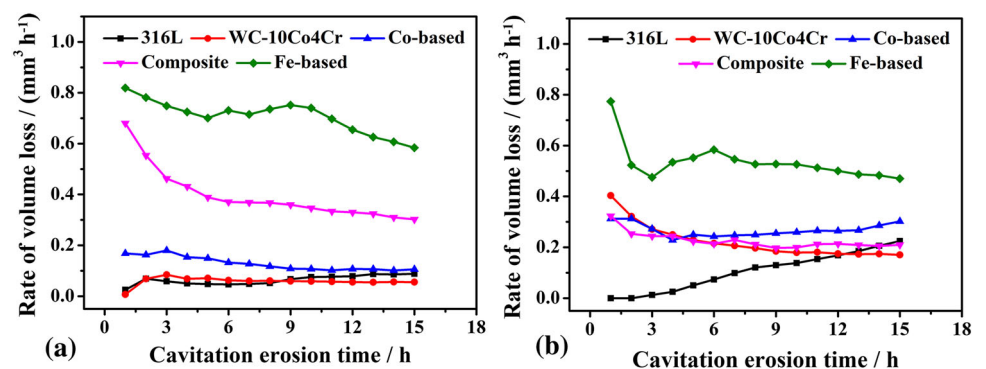 Rate of volume loss / (mm³ h⁻¹)
1.0
0.8
0.6
0.4
0.2
0.0
316L WC-10Co4Cr Co-based
Composite Fe-based
0 3 6 9 12 15 18
(a) Cavitation erosion time / h
Rate of volume loss / (mm³ h⁻¹)
1.0
0.8
0.6
0.4
0.2
0.0
316L WC-10Co4Cr Co-based
Composite Fe-based
0 3 6 9 12 15 18
(b) Cavitation erosion time / h